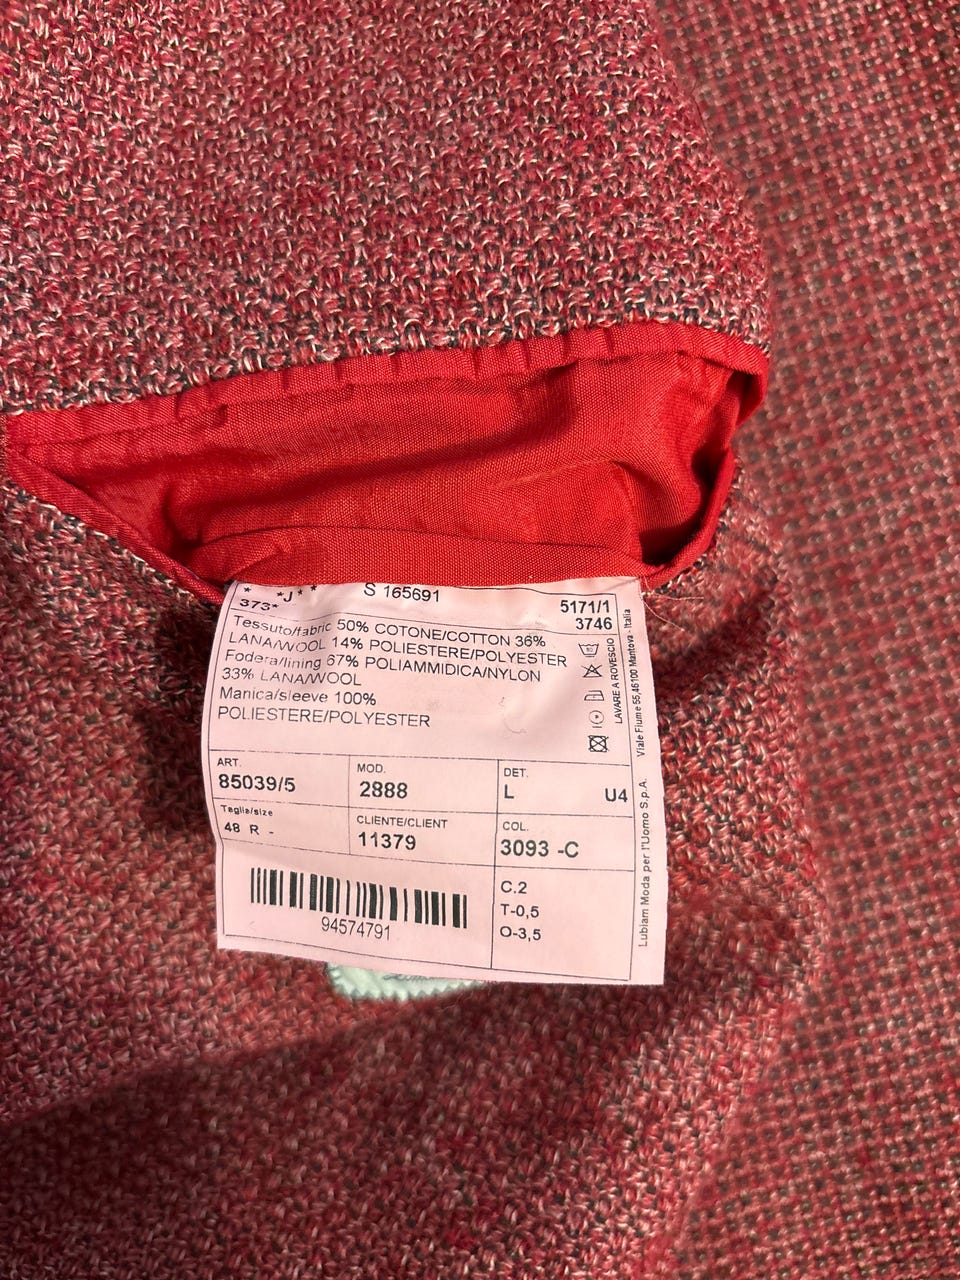 * *J* *
S 165691
373*
5171/1
3746
Tessuto/fabric 50% COTONE/COTTON 36%
LANA/WOOL 14% POLIESTERE/POLYESTER
Fodera/lining 67% POLIAMMIDICA/NYLON
33% LANA/WOOL
Manica/sleeve 100%
POLIESTERE/POLYESTER
LAVARE A ROVESCIO
Lubiam Moda per l'Uomo S.p.A. Viale Fiume 55,46100 Mantova - Italia
ART.
85039/5
MOD.
2888
DET.
L U4
Taglia/size
48 R -
CLIENTE/CLIENT
11379
COL.
3093 -C
94574791
C.2
T-0,5
O-3,5